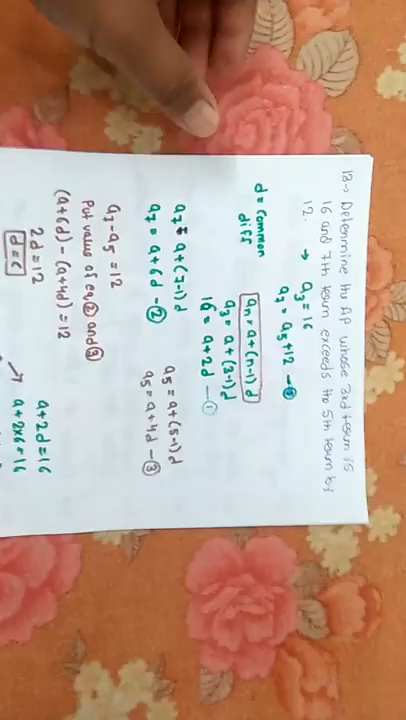 12→ Determine the AP whose 3rd term is
16 and 7th term exceeds the 5th term by
12.
→ a₃ = 16
a₇ = a₅ + 12 —
d = common
diff
aₙ = a + (n-1)d
a₃ = a + (3-1)d
16 = a + 2d — ①
a₇ = a + (7-1)d
a₇ = a + 6d — ②
a₅ = a + (5-1)d
a₅ = a + 4d — ③
a₇ - a₅ = 12
Put value of eq ② and ③
(a+6d) - (a+4d) = 12
2d = 12
d = 6
a + 2d = 16
a + 2×6 = 16